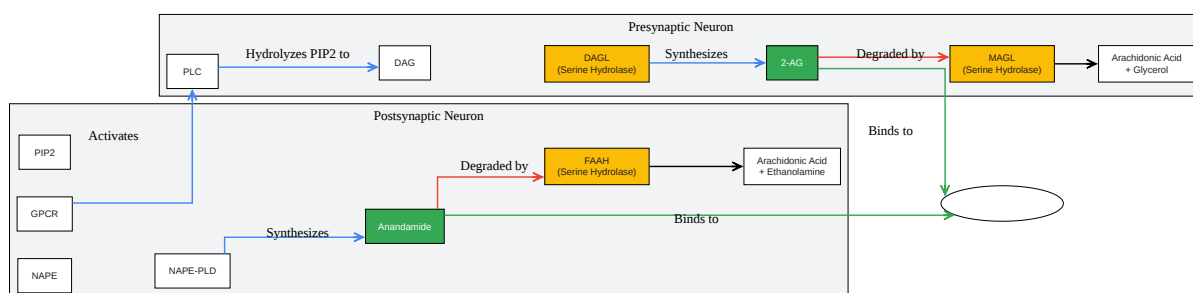 Presynaptic Neuron
PLC
Hydrolyzes PIP2 to
DAG
DAGL
(Serine Hydrolase)
Synthesizes
2-AG
Degraded by
MAGL
(Serine Hydrolase)
Arachidonic Acid
+ Glycerol
Postsynaptic Neuron
PIP2
Activates
GPCR
NAPE
NAPE-PLD
Synthesizes
Anandamide
Degraded by
FAAH
(Serine Hydrolase)
Arachidonic Acid
+ Ethanolamine
Binds to
Binds to